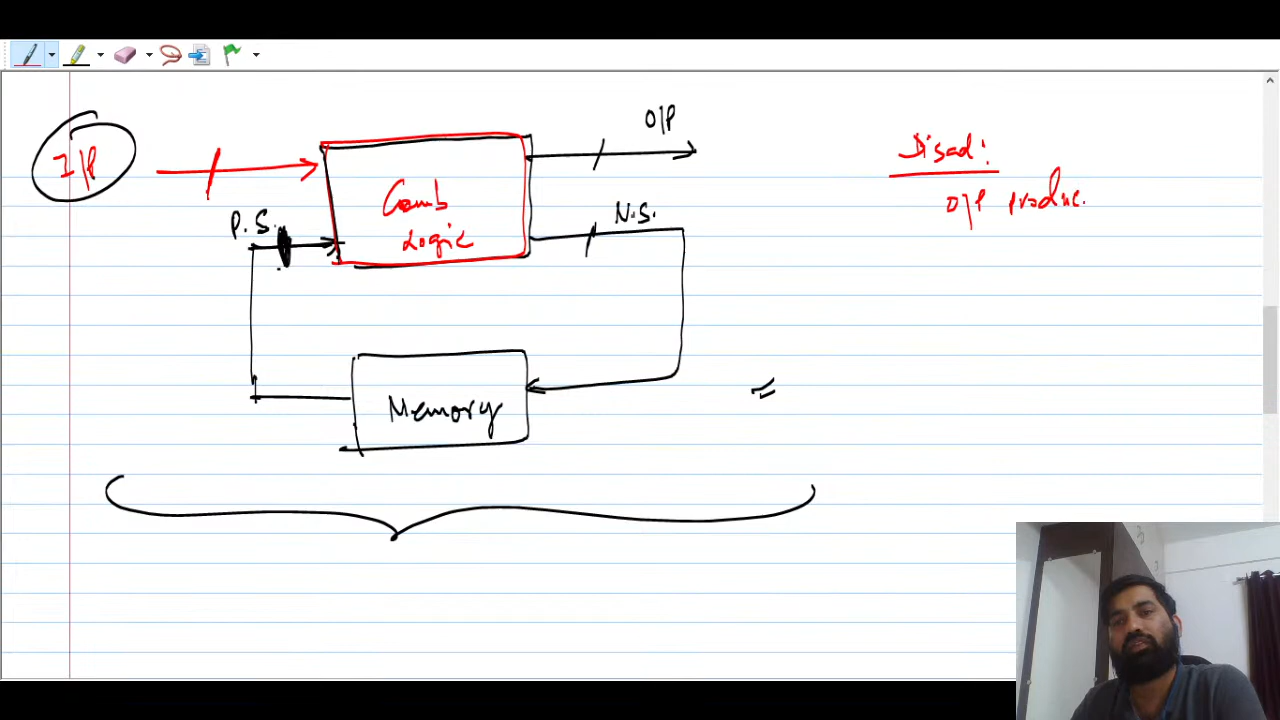 I/P
O/P
P.S.
N.S.
Comb
Logic
Memory
Disad:
O/P produc.